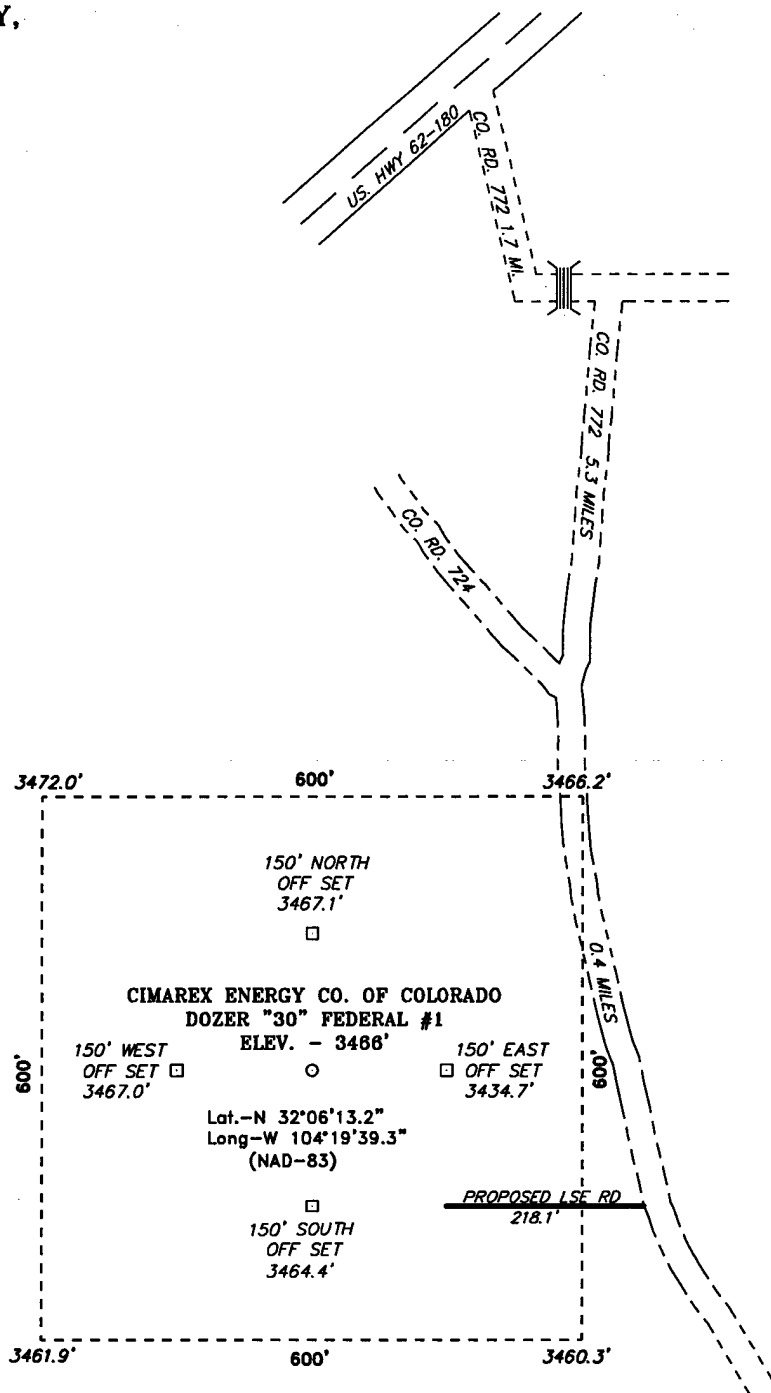 Y,
US. HWY 62-180
CO. RD. 772 1.7 MI.
CO. RD. 772 5.3 MILES
CO. RD. 724
3472.0'
600'
3466.2'
150' NORTH
OFF SET
3467.1'
0.4 MILES
CIMAREX ENERGY CO. OF COLORADO
DOZER "30" FEDERAL #1
ELEV. - 3466'
600'
150' WEST
OFF SET
3467.0'
150' EAST
OFF SET
3434.7'
600'
Lat.-N 32°06'13.2"
Long-W 104°19'39.3"
(NAD-83)
PROPOSED LSE RD
218.1'
150' SOUTH
OFF SET
3464.4'
3461.9'
600'
3460.3'